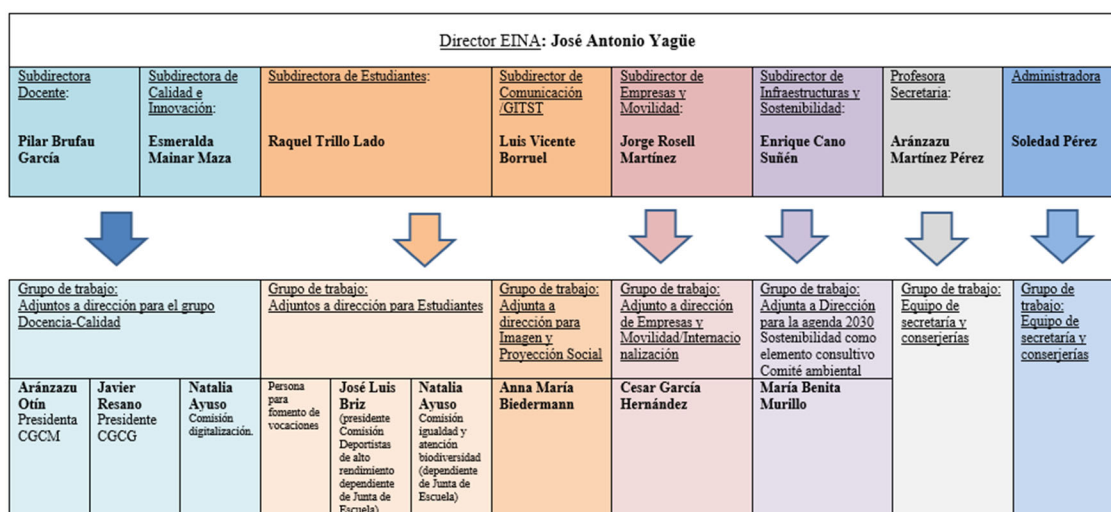 Director EINA: José Antonio Yagüe
Subdirectora
Docente:
Pilar Brufau
García
Subdirectora de
Calidad e
Innovación:
Esmeralda
Mainar Maza
Subdirectora de Estudiantes:
Raquel Trillo Lado
Subdirector de
Comunicación
/GITST
Luis Vicente
Borruel
Subdirector de
Empresas y
Movilidad:
Jorge Rosell
Martínez
Subdirector de
Infraestructuras y
Sostenibilidad:
Enrique Cano
Suñén
Profesora
Secretaria:
Aránzazu
Martínez Pérez
Administradora
Soledad Pérez
Grupo de trabajo:
Adjuntos a dirección para el grupo
Docencia-Calidad
Aránzazu
Otín
Presidenta
CGCM
Javier
Resano
Presidente
CGCG
Natalia
Ayuso
Comisión
digitalización.
Grupo de trabajo:
Adjuntos a dirección para Estudiantes
Persona
para
fomento de
vocaciones
José Luis
Briz
(presidente
Comisión
Deportistas
de alto
rendimiento
dependiente
de Junta de
Escuela)
Natalia
Ayuso
Comisión
igualdad y
atención
biodiversidad
(dependiente
de Junta de
Escuela)
Grupo de trabajo:
Adjunta a
dirección para
Imagen y
Proyección Social
Anna María
Biedermann
Grupo de trabajo:
Adjunto a dirección
de Empresas y
Movilidad/Internacio
nalización
Cesar García
Hernández
Grupo de trabajo:
Adjunta a Dirección
para la agenda 2030
Sostenibilidad como
elemento consultivo
Comité ambiental
María Benita
Murillo
Grupo de trabajo:
Equipo de
secretaría y
conserjerías
Grupo de
trabajo:
Equipo de
secretaría y
conserjerías